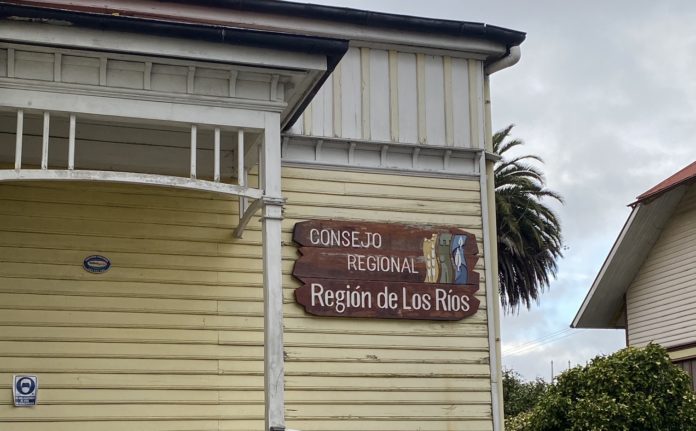 CONSEJO
REGIONAL
Región de Los Ríos